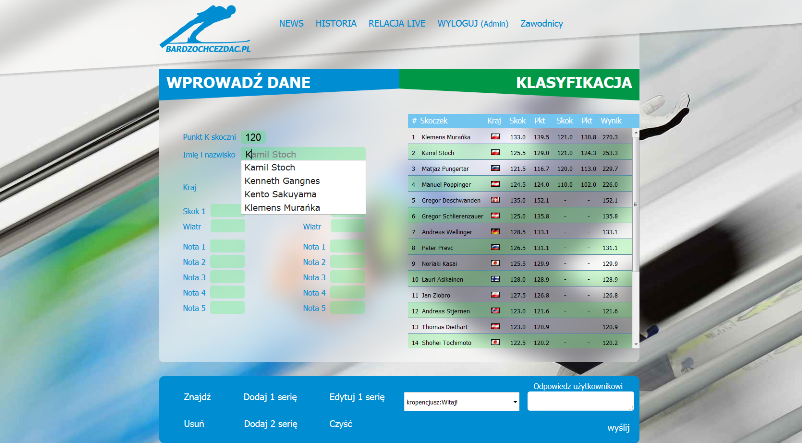 BARDZOCHCEZDAC.PL
NEWS HISTORIA RELACJA LIVE WYLOGUJ (Admin) Zawodnicy
WPROWADŹ DANE
KLASYFIKACJA
Punkt K skoczni 120
Imię i nazwisko Kamil Stoch
Kamil Stoch
Kenneth Gangnes
Kento Sakuyama
Klemens Murańka
Kraj
Skok 1
Wiatr Wiatr
Nota 1 Nota 1
Nota 2 Nota 2
Nota 3 Nota 3
Nota 4 Nota 4
Nota 5 Nota 5
# Skoczek Kraj Skok Pkt Skok Pkt Wynik
1 Klemens Murańka 133.0 139.5 121.0 130.8 270.3
2 Kamil Stoch 125.5 129.0 121.0 124.3 253.3
3 Matjaz Pungertar 121.5 116.7 120.0 113.0 229.7
4 Manuel Poppinger 124.5 124.0 110.0 102.0 226.0
5 Gregor Deschwanden 135.0 152.1 - - 152.1
6 Gregor Schlierenzauer 125.0 135.8 - - 135.8
7 Andreas Wellinger 128.5 133.1 - - 133.1
8 Peter Prevc 126.5 131.1 - - 131.1
9 Noriaki Kasai 125.5 129.9 - - 129.9
10 Lauri Asikainen 128.0 128.9 - - 128.9
11 Jan Ziobro 127.5 126.8 - - 126.8
12 Andreas Stjernen 123.0 121.6 - - 121.6
13 Thomas Diethart 123.0 120.9 - - 120.9
14 Shohei Tochimoto 122.5 120.2 - - 120.2
Znajdź Dodaj 1 serię Edytuj 1 serię
Usuń Dodaj 2 serię Czyść
kropencjusz:Witaj!
Odpowiedz użytkownikowi
wyślij